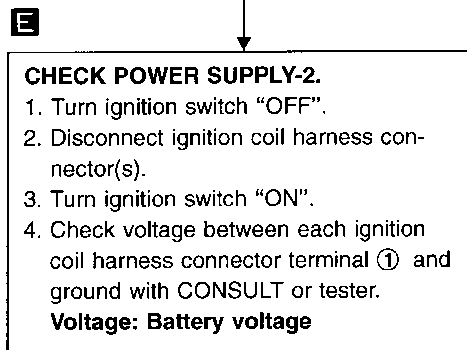 E
CHECK POWER SUPPLY-2.
1. Turn ignition switch “OFF”.
2. Disconnect ignition coil harness con-
nector(s).
3. Turn ignition switch “ON”.
4. Check voltage between each ignition
coil harness connector terminal ① and
ground with CONSULT or tester.
Voltage: Battery voltage